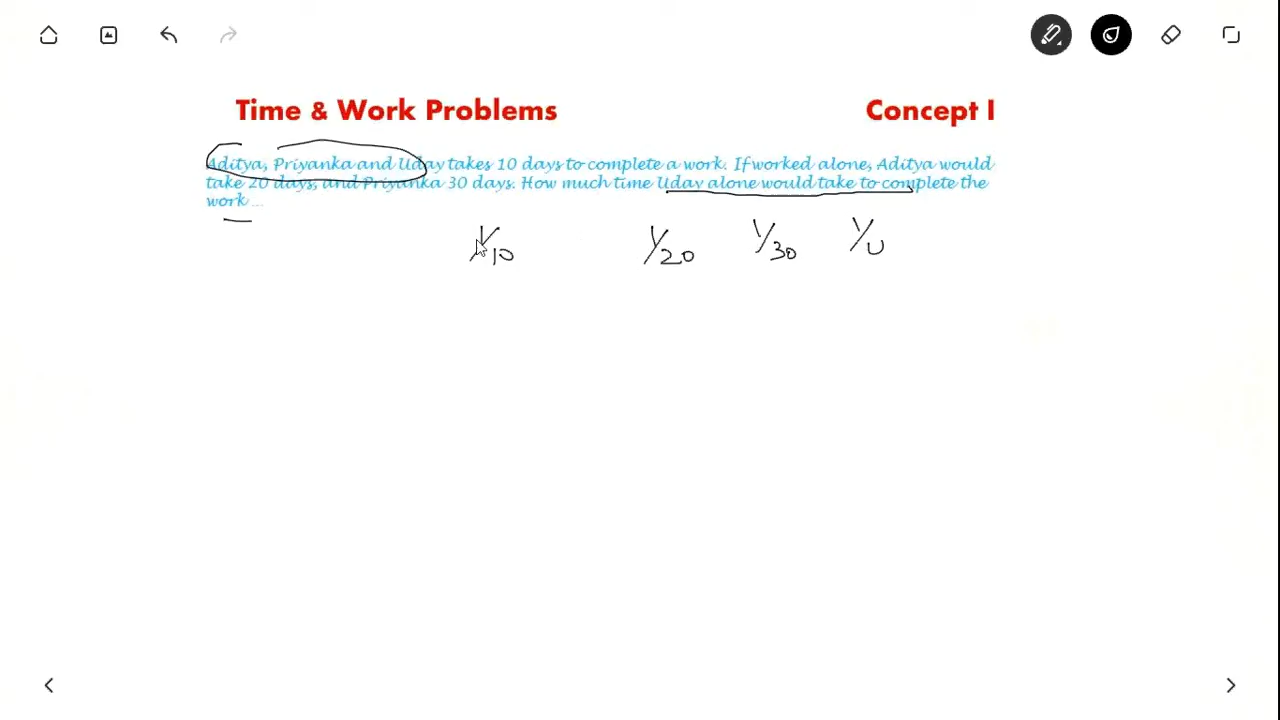 Time & Work Problems Concept I
Aditya, Priyanka and Uday takes 10 days to complete a work. If worked alone, Aditya would
take 20 days, and Priyanka 30 days. How much time Uday alone would take to complete the
work ...
1/10 1/20 1/30 1/U